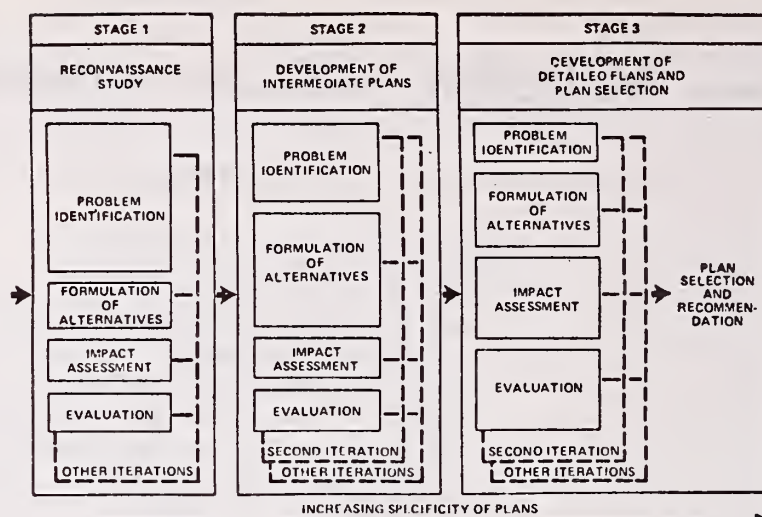 STAGE 1
RECONNAISSANCE
STUDY
PROBLEM
IDENTIFICATION
FORMULATION
OF
ALTERNATIVES
IMPACT
ASSESSMENT
EVALUATION
OTHER ITERATIONS
STAGE 2
DEVELOPMENT OF
INTERMEDIATE PLANS
PROBLEM
IDENTIFICATION
FORMULATION
OF
ALTERNATIVES
IMPACT
ASSESSMENT
EVALUATION
SECOND ITERATION
OTHER ITERATIONS
STAGE 3
DEVELOPMENT OF
DETAILED PLANS AND
PLAN SELECTION
PROBLEM
IDENTIFICATION
FORMULATION
OF
ALTERNATIVES
IMPACT
ASSESSMENT
EVALUATION
SECOND ITERATION
OTHER ITERATIONS
PLAN
SELECTION
AND
RECOMMEN-
DATION
INCREASING SPECIFICITY OF PLANS